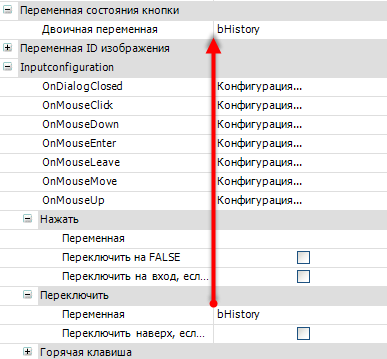 Переменная состояния кнопки
Двоичная переменная bHistory
Переменная ID изображения
Inputconfiguration
OnDialogClosed Конфигурация...
OnMouseClick Конфигурация...
OnMouseDown Конфигурация...
OnMouseEnter Конфигурация...
OnMouseLeave Конфигурация...
OnMouseMove Конфигурация...
OnMouseUp Конфигурация...
Нажать
Переменная
Переключить на FALSE
Переключить на вход, есл...
Переключить
Переменная bHistory
Переключить наверх, есл...
Горячая клавиша